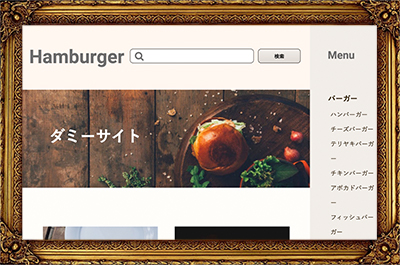 Hamburger
検索
Menu
ダミーサイト
バーガー
ハンバーガー
チーズバーガー
テリヤキバーガ
ー
チキンバーガー
アボカドバーガ
ー
フィッシュバー
ガー